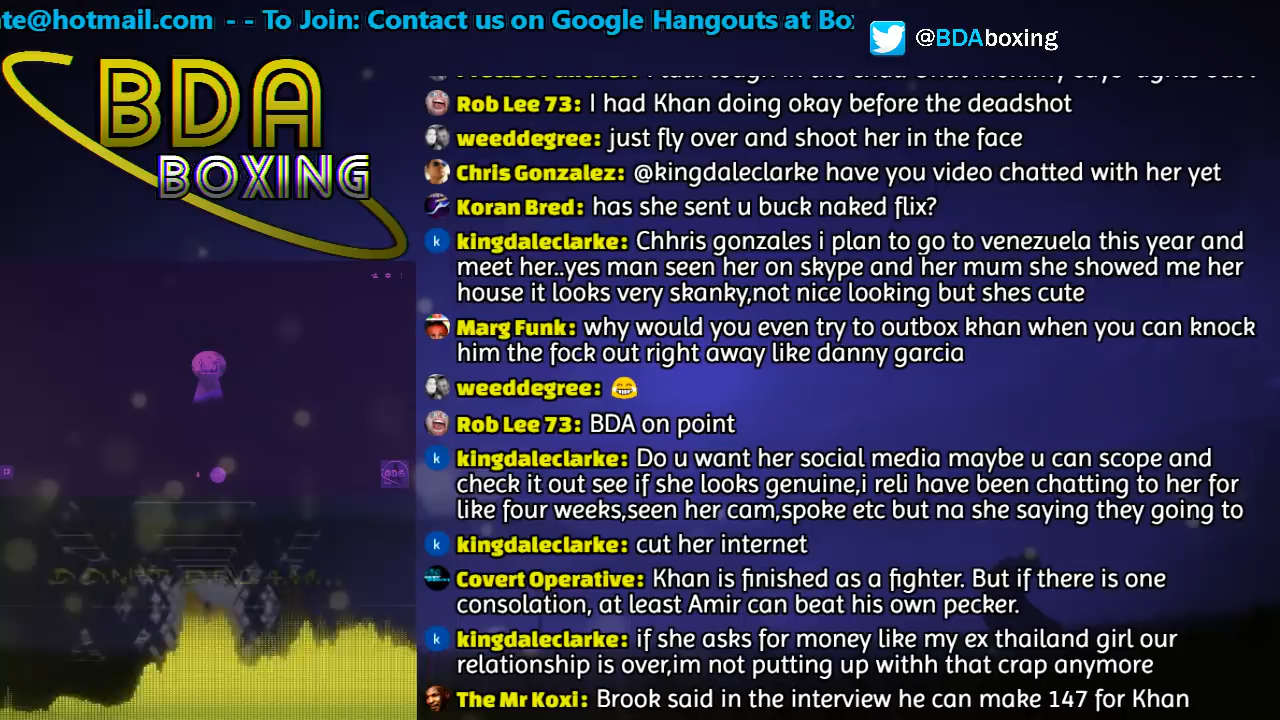 te@hotmail.com - - To Join: Contact us on Google Hangouts at Bo
@BDAboxing
BDA
BOXING
Rob Lee 73: I had Khan doing okay before the deadshot
weeddegree: just fly over and shoot her in the face
Chris Gonzalez: @kingdaleclarke have you video chatted with her yet
Koran Bred: has she sent u buck naked flix?
kingdaleclarke: Chhris gonzales i plan to go to venezuela this year and
meet her..yes man seen her on skype and her mum she showed me her
house it looks very skanky,not nice looking but shes cute
Marg Funk: why would you even try to outbox khan when you can knock
him the fock out right away like danny garcia
weeddegree: 😂
Rob Lee 73: BDA on point
kingdaleclarke: Do u want her social media maybe u can scope and
check it out see if she looks genuine,i reli have been chatting to her for
like four weeks,seen her cam,spoke etc but na she saying they going to
kingdaleclarke: cut her internet
Covert Operative: Khan is finished as a fighter. But if there is one
consolation, at least Amir can beat his own pecker.
kingdaleclarke: if she asks for money like my ex thailand girl our
relationship is over,im not putting up withh that crap anymore
The Mr Koxi: Brook said in the interview he can make 147 for Khan